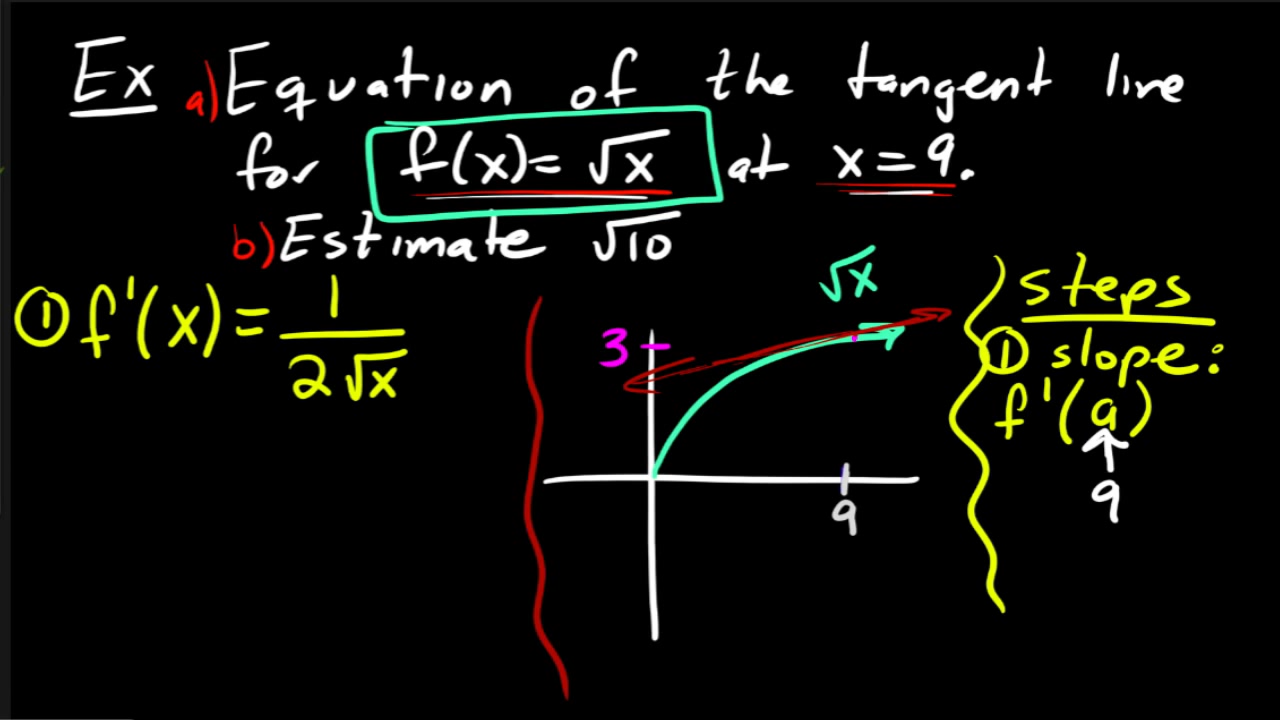 Ex a) Equation of the tangent line
for f(x)= √x at x=9.
b) Estimate √10
① f'(x) = 1/(2√x)
√x
3
9
steps
① slope:
f'(a)
↑
9